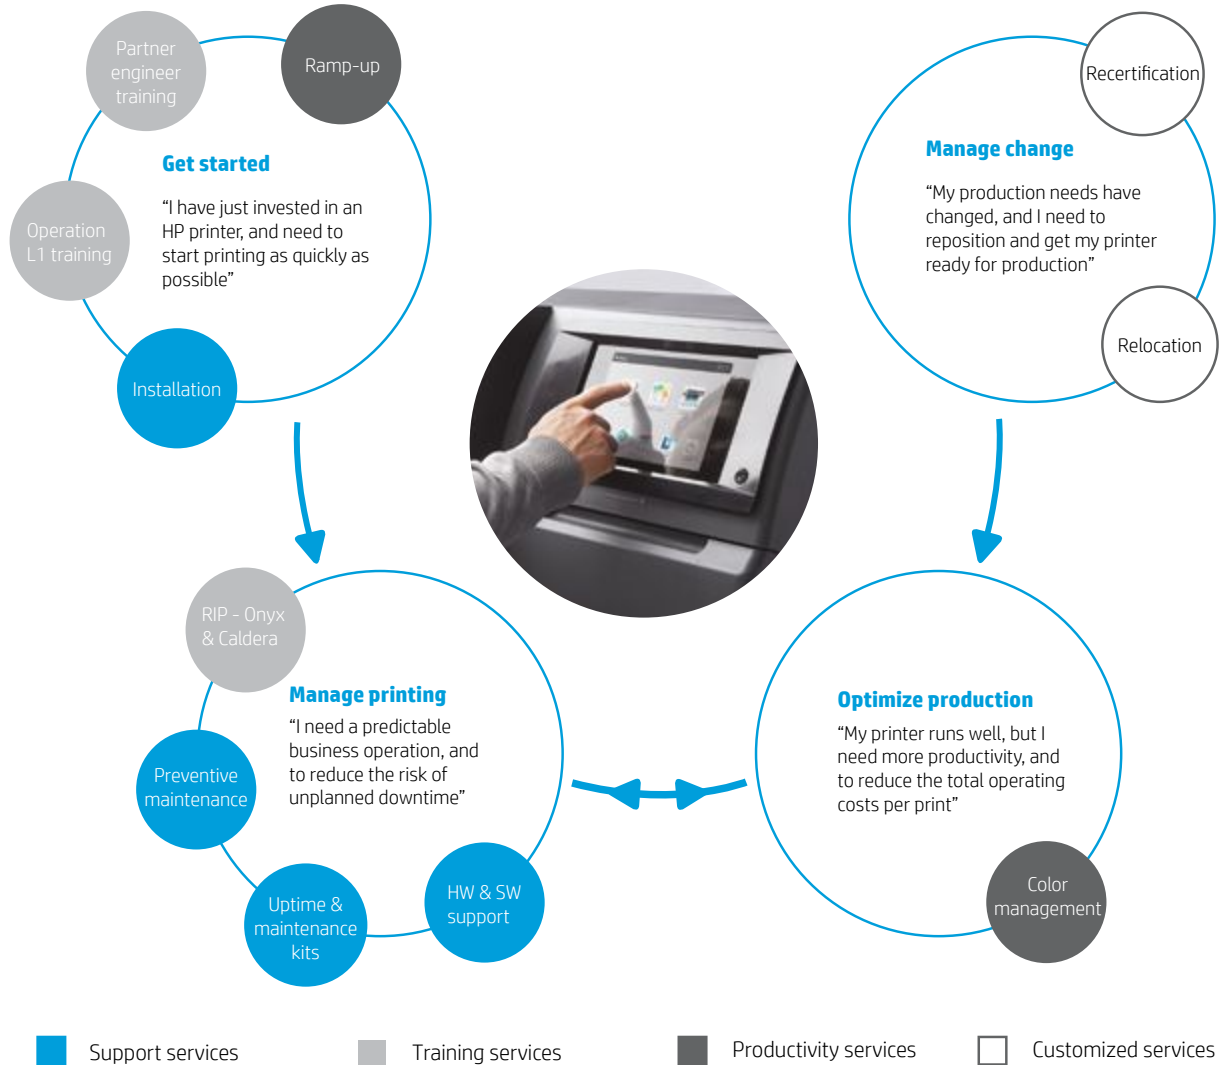 Partner
engineer
training
Ramp-up
Operation
L1 training
Installation
Get started
“I have just invested in an
HP printer, and need to
start printing as quickly as
possible”
Recertification
Relocation
Manage change
“My production needs have
changed, and I need to
reposition and get my printer
ready for production”
RIP - Onyx
& Caldera
Preventive
maintenance
Uptime &
maintenance
kits
HW & SW
support
Manage printing
“I need a predictable
business operation, and
to reduce the risk of
unplanned downtime”
Optimize production
“My printer runs well, but I
need more productivity, and
to reduce the total operating
costs per print”
Color
management
Support services
Training services
Productivity services
Customized services